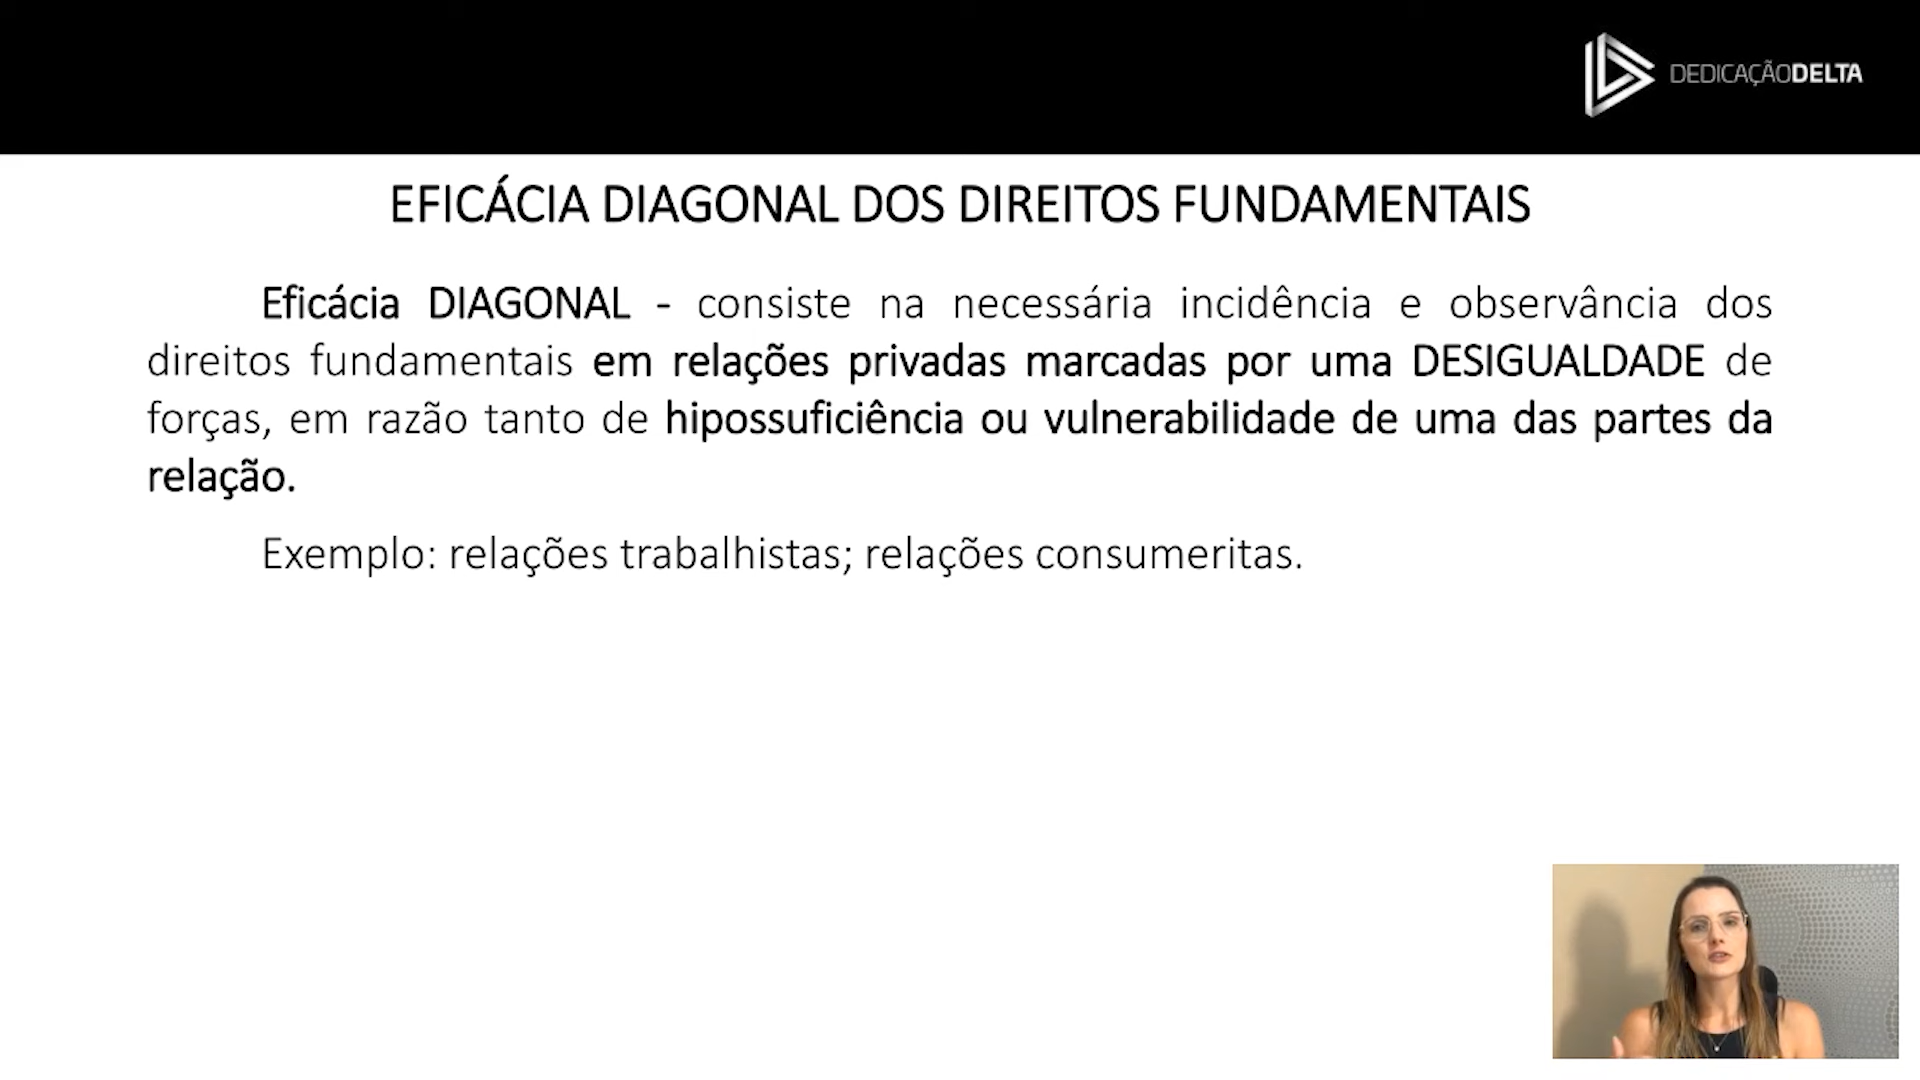 DEDICAÇÃODELTA
EFICÁCIA DIAGONAL DOS DIREITOS FUNDAMENTAIS
Eficácia DIAGONAL - consiste na necessária incidência e observância dos
direitos fundamentais em relações privadas marcadas por uma DESIGUALDADE de
forças, em razão tanto de hipossuficiência ou vulnerabilidade de uma das partes da
relação.
Exemplo: relações trabalhistas; relações consumeritas.